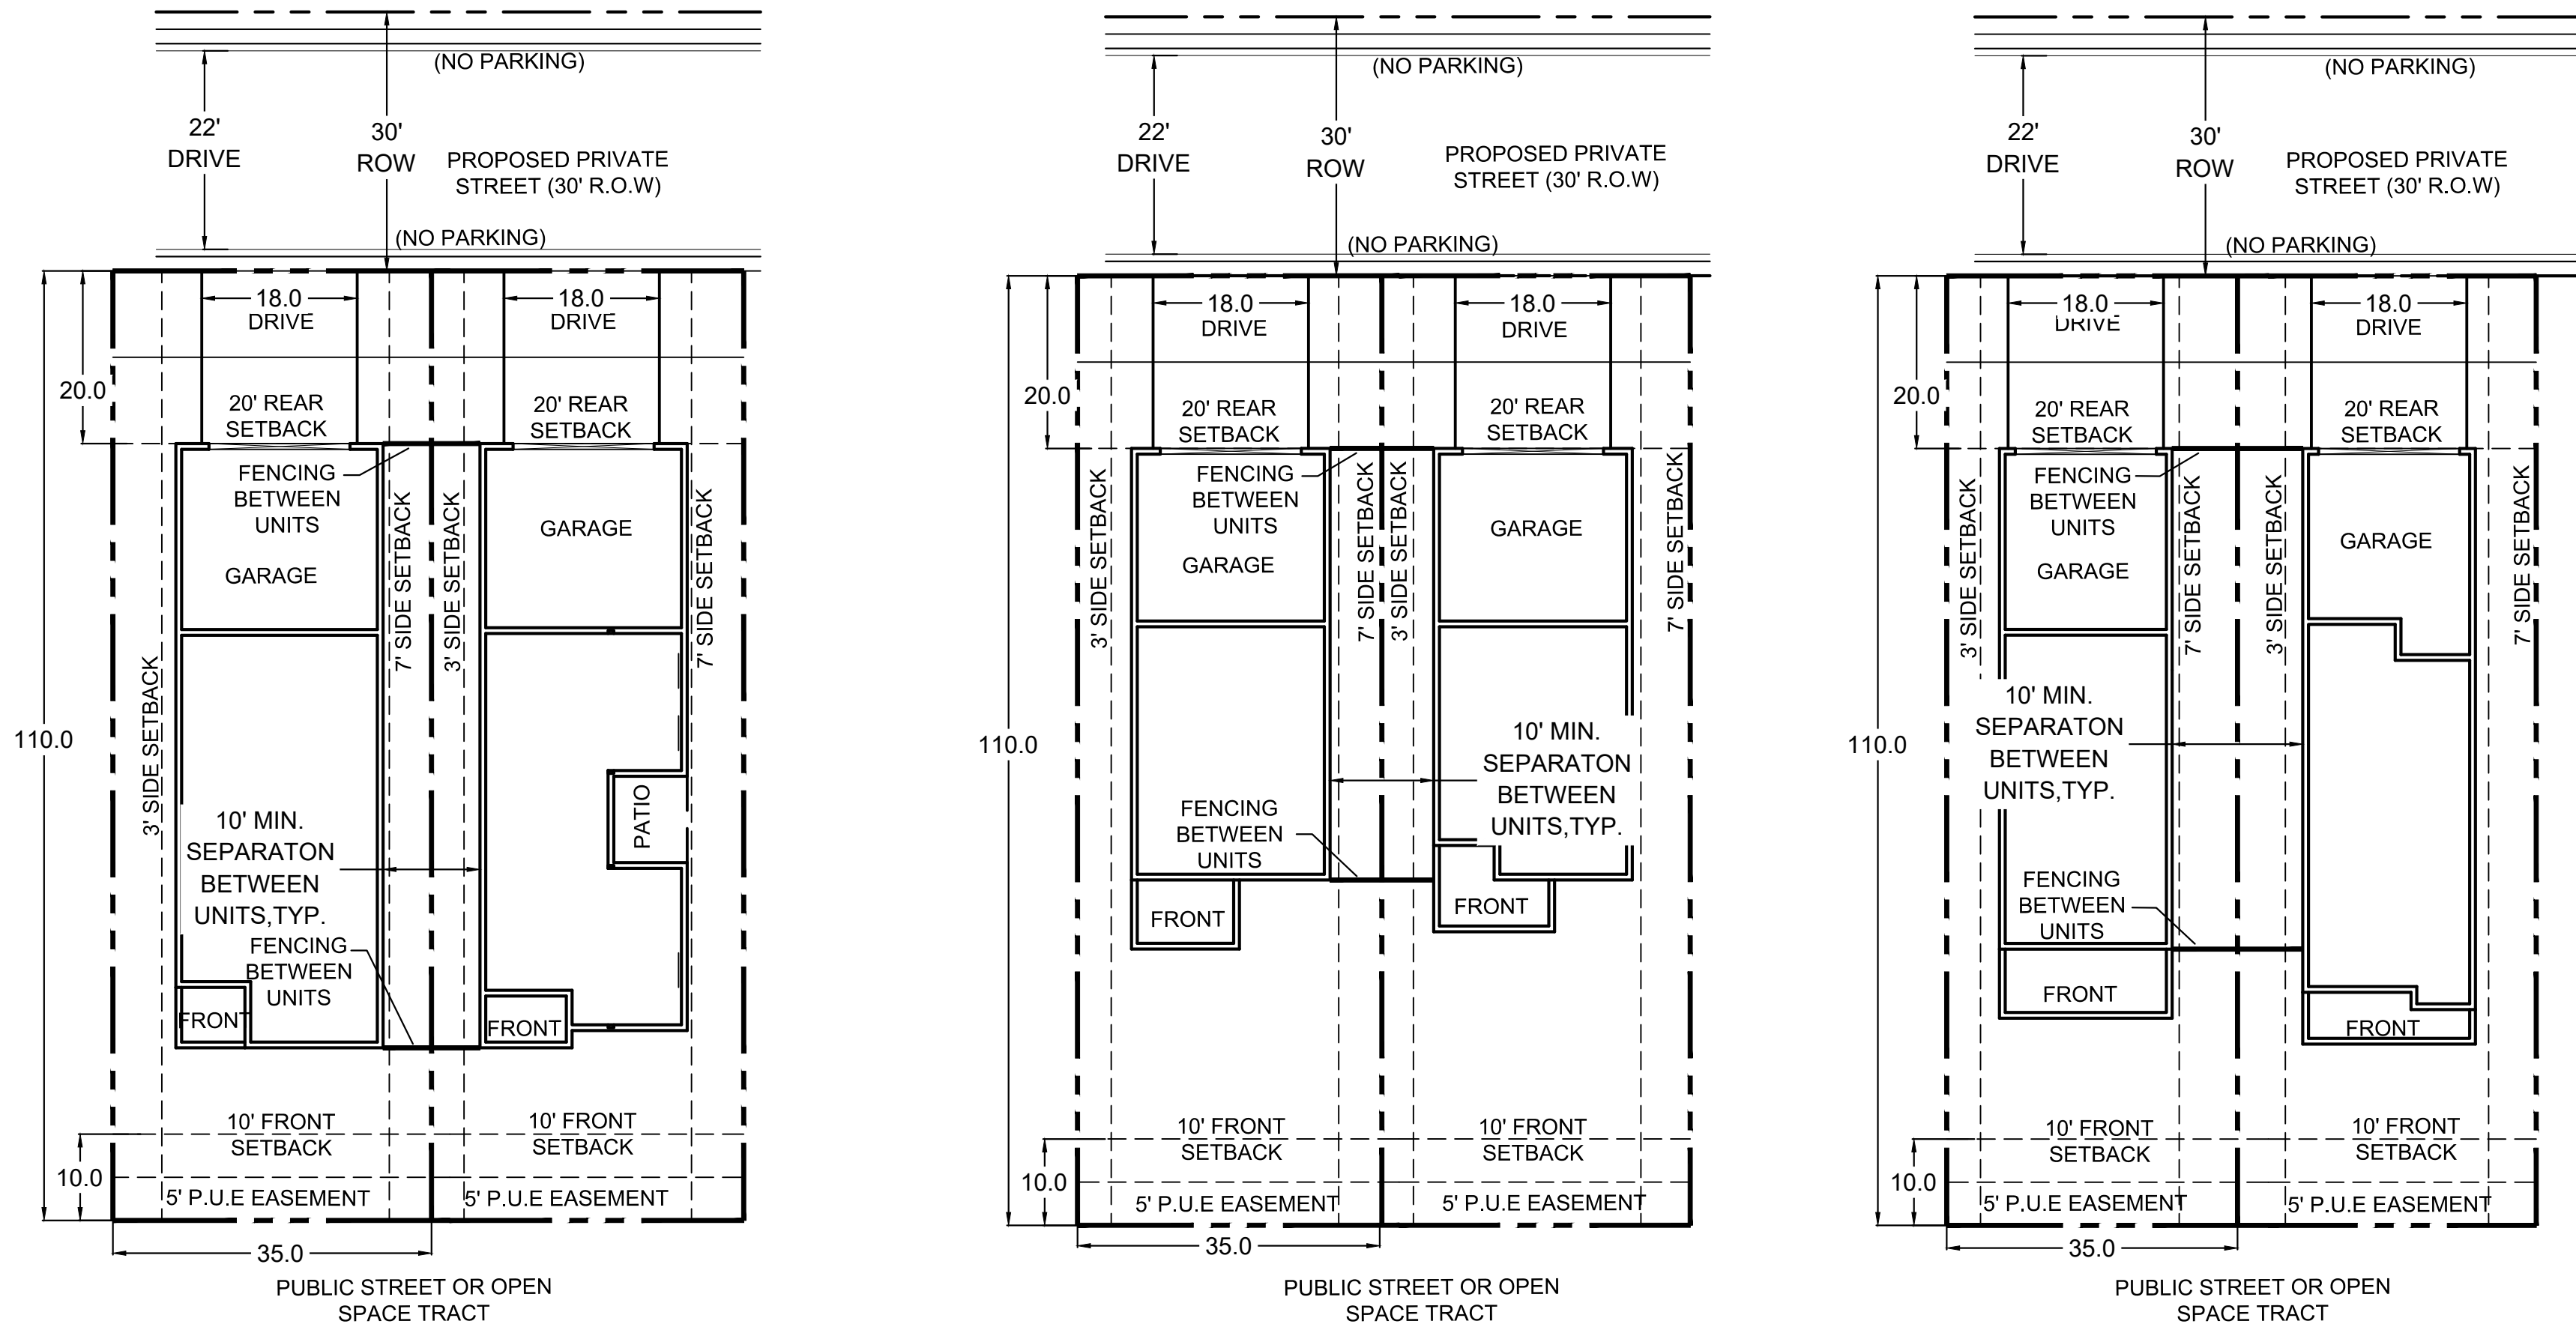 (NO PARKING)
22'
DRIVE
30'
ROW
PROPOSED PRIVATE
STREET (30' R.O.W)
(NO PARKING)
18.0
DRIVE
18.0
DRIVE
20.0
20' REAR
SETBACK
20' REAR
SETBACK
FENCING
BETWEEN
UNITS
GARAGE
GARAGE
3' SIDE SETBACK
7' SIDE SETBACK
3' SIDE SETBACK
7' SIDE SETBACK
110.0
PATIO
10' MIN.
SEPARATON
BETWEEN
UNITS,TYP.
FENCING
BETWEEN
UNITS
FRONT
FRONT
10' FRONT
SETBACK
10' FRONT
SETBACK
10.0
5' P.U.E EASEMENT
5' P.U.E EASEMENT
35.0
PUBLIC STREET OR OPEN
SPACE TRACT
(NO PARKING)
22'
DRIVE
30'
ROW
PROPOSED PRIVATE
STREET (30' R.O.W)
(NO PARKING)
18.0
DRIVE
18.0
DRIVE
20.0
20' REAR
SETBACK
20' REAR
SETBACK
FENCING
BETWEEN
UNITS
GARAGE
GARAGE
3' SIDE SETBACK
7' SIDE SETBACK
3' SIDE SETBACK
7' SIDE SETBACK
110.0
10' MIN.
SEPARATON
BETWEEN
UNITS,TYP.
FENCING
BETWEEN
UNITS
FRONT
FRONT
10' FRONT
SETBACK
10' FRONT
SETBACK
10.0
5' P.U.E EASEMENT
5' P.U.E EASEMENT
35.0
PUBLIC STREET OR OPEN
SPACE TRACT
(NO PARKING)
22'
DRIVE
30'
ROW
PROPOSED PRIVATE
STREET (30' R.O.W)
(NO PARKING)
18.0
DRIVE
18.0
DRIVE
20.0
20' REAR
SETBACK
20' REAR
SETBACK
FENCING
BETWEEN
UNITS
GARAGE
GARAGE
3' SIDE SETBACK
7' SIDE SETBACK
3' SIDE SETBACK
7' SIDE SETBACK
10' MIN.
SEPARATON
BETWEEN
UNITS,TYP.
110.0
FENCING
BETWEEN
UNITS
FRONT
FRONT
10' FRONT
SETBACK
10' FRONT
SETBACK
10.0
5' P.U.E EASEMENT
5' P.U.E EASEMENT
35.0
PUBLIC STREET OR OPEN
SPACE TRACT